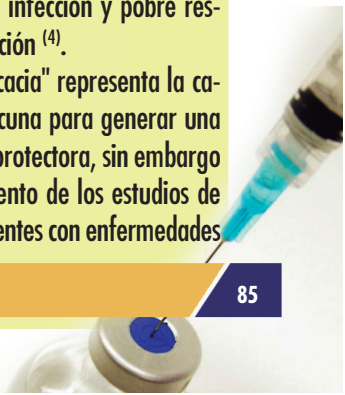 infección y pobre res-
ción (4).
cacia" representa la ca-
cuna para generar una
protectora, sin embargo
ento de los estudios de
entes con enfermedades
85